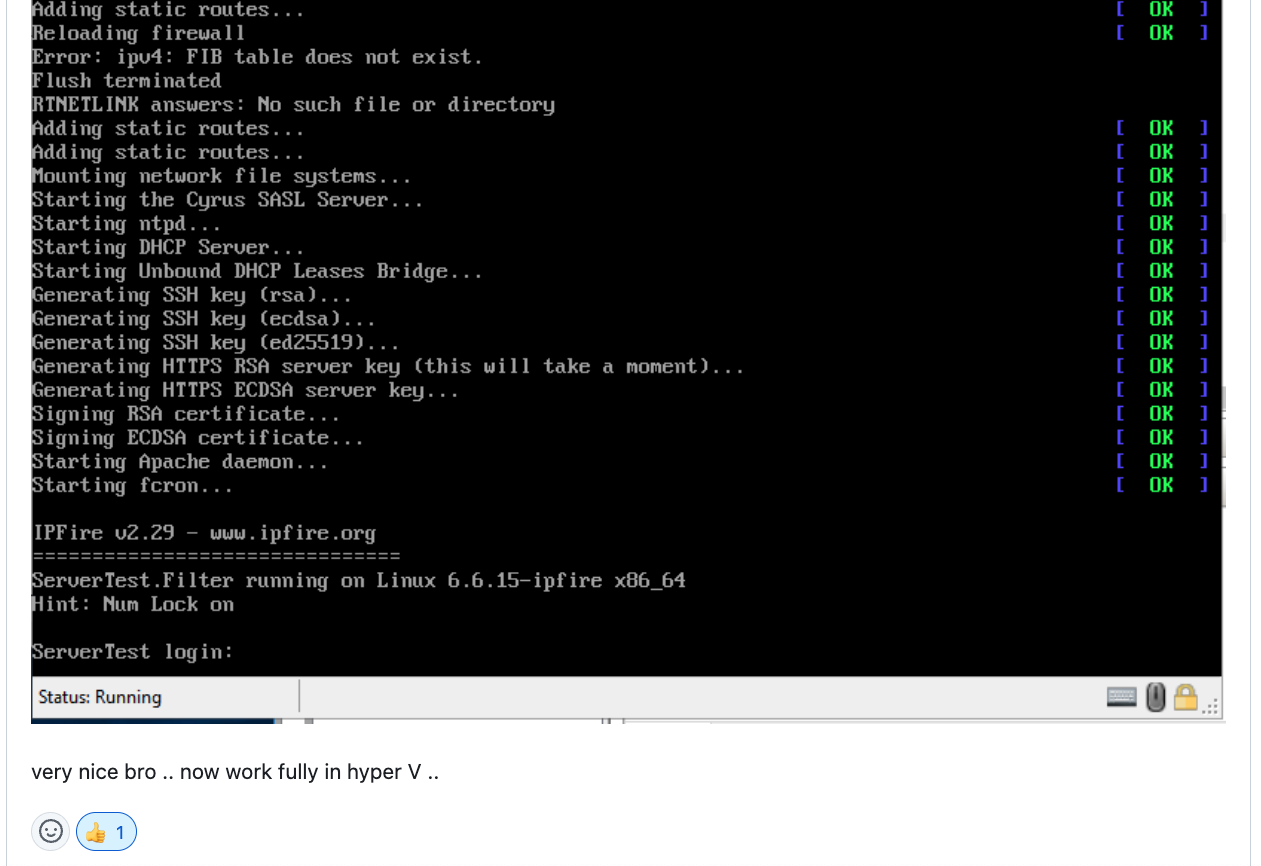 Adding static routes... [ OK ]
Reloading firewall [ OK ]
Error: ipv4: FIB table does not exist.
Flush terminated
RTNETLINK answers: No such file or directory
Adding static routes... [ OK ]
Adding static routes... [ OK ]
Mounting network file systems... [ OK ]
Starting the Cyrus SASL Server... [ OK ]
Starting ntpd... [ OK ]
Starting DHCP Server... [ OK ]
Starting Unbound DHCP Leases Bridge... [ OK ]
Generating SSH key (rsa)... [ OK ]
Generating SSH key (ecdsa)... [ OK ]
Generating SSH key (ed25519)... [ OK ]
Generating HTTPS RSA server key (this will take a moment)... [ OK ]
Generating HTTPS ECDSA server key... [ OK ]
Signing RSA certificate... [ OK ]
Signing ECDSA certificate... [ OK ]
Starting Apache daemon... [ OK ]
Starting fcron... [ OK ]
IPFire v2.29 - www.ipfire.org
===============================
ServerTest.Filter running on Linux 6.6.15-ipfire x86_64
Hint: Num Lock on
ServerTest login:
Status: Running
very nice bro .. now work fully in hyper V ..
👍 1